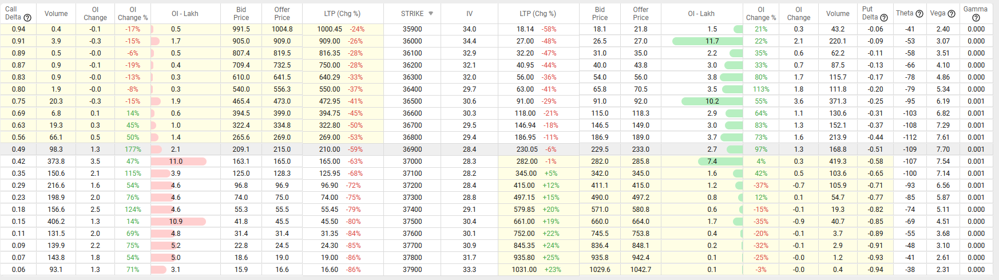 Call Delta ? Volume OI Change OI Change % OI - Lakh Bid Price Offer Price LTP (Chg %) STRIKE IV LTP (Chg %) Bid Price Offer Price OI - Lakh OI Change % OI Change Volume Put Delta ? Theta ? Vega ? Gamma ?
0.94 0.4 -0.1 -17% 0.5 991.5 1004.8 1000.45 -24% 35900 34.0 18.14 -58% 18.1 21.8 1.5 21% 0.3 43.2 -0.06 -41 2.40 0.000
0.91 3.9 -0.3 -15% 1.7 905.0 909.0 909.00 -26% 36000 34.4 27.00 -48% 26.5 27.0 11.7 22% 2.1 220.1 -0.09 -53 3.07 0.000
0.89 0.5 -0.0 -6% 0.5 807.4 819.5 816.35 -28% 36100 32.9 32.20 -47% 31.0 35.0 2.2 35% 0.6 62.2 -0.11 -58 3.51 0.000
0.87 0.9 -0.1 -19% 0.4 709.4 732.5 750.00 -28% 36200 32.1 40.95 -44% 40.0 43.8 3.0 33% 0.7 87.5 -0.13 -66 4.10 0.000
0.83 0.9 -0.0 -13% 0.3 610.0 641.5 640.29 -33% 36300 32.0 56.00 -36% 54.0 56.0 3.8 80% 1.7 115.7 -0.17 -78 4.86 0.000
0.80 1.9 -0.0 -8% 0.3 540.0 556.3 550.00 -37% 36400 29.7 63.00 -41% 65.8 70.5 3.5 113% 1.8 111.8 -0.20 -79 5.34 0.000
0.75 20.3 -0.3 -15% 1.9 465.4 473.0 472.95 -41% 36500 30.6 91.00 -29% 91.0 92.0 10.2 55% 3.6 371.3 -0.25 -95 6.19 0.000
0.69 6.8 0.1 14% 0.6 394.5 399.0 394.75 -45% 36600 30.3 118.00 -21% 115.0 118.3 2.9 64% 1.1 130.6 -0.31 -103 6.82 0.001
0.63 19.3 0.3 45% 1.0 322.4 334.8 322.80 -50% 36700 29.5 146.94 -18% 146.5 149.0 3.0 83% 1.3 152.1 -0.37 -108 7.29 0.001
0.56 66.1 0.5 50% 1.4 265.6 269.0 269.00 -53% 36800 29.4 186.95 -11% 186.9 189.0 3.7 73% 1.6 213.9 -0.44 -112 7.61 0.001
0.49 98.3 1.3 177% 2.1 209.1 215.0 210.00 -59% 36900 28.4 230.05 -6% 229.5 233.0 2.7 97% 1.3 168.8 -0.51 -109 7.70 0.001
0.42 373.8 3.5 47% 11.0 163.1 165.0 165.00 -63% 37000 28.3 282.00 -1% 282.0 285.8 7.4 4% 0.3 419.3 -0.58 -107 7.54 0.001
0.35 150.6 2.1 115% 3.9 125.0 128.3 125.95 -68% 37100 28.2 345.00 +5% 342.0 345.0 1.6 42% 0.5 103.6 -0.65 -100 7.14 0.001
0.29 216.6 1.6 54% 4.6 96.8 96.9 96.90 -72% 37200 28.4 415.00 +12% 411.1 415.0 1.2 -37% -0.7 105.9 -0.71 -93 6.56 0.001
0.23 198.9 2.0 76% 4.6 74.0 75.0 74.00 -75% 37300 28.8 497.15 +15% 490.0 497.2 0.8 12% 0.1 54.7 -0.77 -85 5.87 0.001
0.18 156.6 2.5 124% 4.6 55.3 55.5 55.45 -79% 37400 29.1 579.85 +20% 571.0 580.8 0.6 -15% -0.1 19.3 -0.82 -74 5.11 0.000
0.15 406.2 1.3 14% 10.9 41.8 45.5 45.50 -80% 37500 30.4 661.00 +19% 660.0 664.0 1.7 -35% -0.9 40.7 -0.85 -69 4.51 0.000
0.11 131.5 2.0 69% 4.8 31.4 31.4 31.35 -84% 37600 30.1 752.00 +22% 745.5 753.8 0.4 -20% -0.1 3.7 -0.89 -55 3.68 0.000
0.09 139.9 2.2 75% 5.2 22.8 24.5 24.30 -85% 37700 30.9 845.35 +24% 836.4 848.1 0.2 -32% -0.1 2.9 -0.91 -48 3.10 0.000
0.07 143.8 1.8 54% 5.0 18.6 19.0 19.00 -86% 37800 31.7 935.80 +25% 935.8 942.4 0.1 -25% -0.0 1.2 -0.93 -41 2.61 0.000
0.06 93.1 1.3 71% 3.1 15.9 16.6 16.60 -86% 37900 33.3 1031.00 +23% 1029.6 1042.7 0.1 -3% -0.0 0.4 -0.94 -38 2.31 0.000